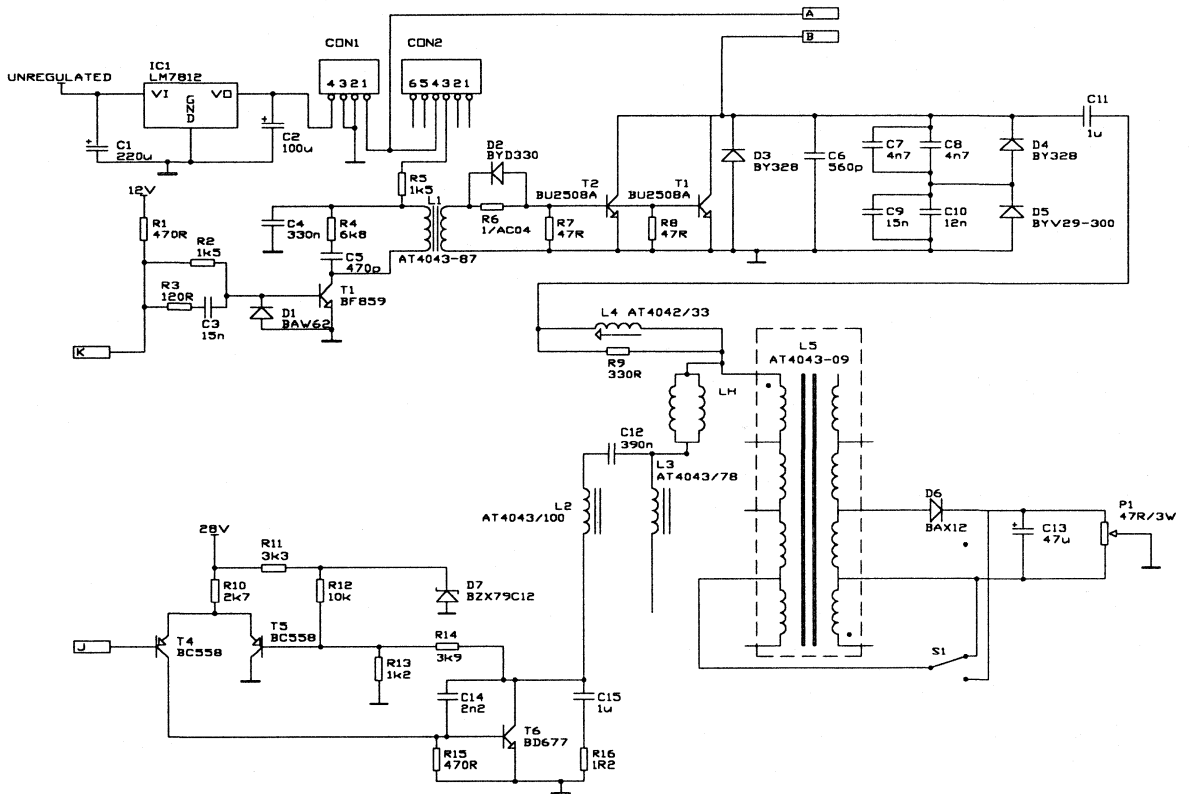 A
B
CON1
CON2
4321
654321
UNREGULATED
IC1
LM7812
VI
VO
GND
C1
220u
C2
100u
C11
1u
D2
BYD330
R5
1k5
L1
R6
1/AC04
AT4043-87
T2
BU2508A
T1
BU2508A
R7
47R
R8
47R
D3
BY328
C6
560p
C7
4n7
C8
4n7
C9
15n
C10
12n
D4
BY328
D5
BYV29-300
12V
R1
470R
R2
1k5
R3
120R
C3
15n
C4
330n
R4
6k8
C5
470p
T1
BF859
D1
BAW62
K
L4 AT4042/33
R9
330R
LH
L5
AT4043-09
C12
390n
L3
AT4043/78
L2
AT4043/100
D6
BAX12
C13
47u
P1
47R/3W
S1
28V
R11
3k3
R10
2k7
R12
10k
D7
BZX79C12
J
T4
BC558
T5
BC558
R14
3k9
R13
1k2
C14
2n2
T6
BD677
R15
470R
C15
1u
R16
1R2